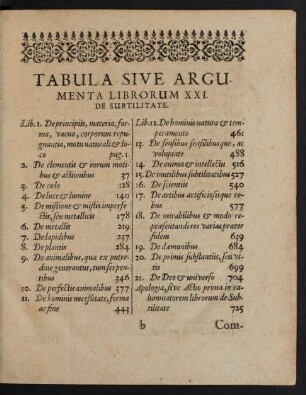 TABULA SIVE ARGU
MENTA LIBRORUM XXI.
DE SUBTILITATE.
Lib. 1. De principiis, materia, for-
ma, vacuo, corporum repu-
gnantia, motu naturali & lo-
co pag. 1.
2. De elementis & eorum moti-
bus & actionibus 37
3. De cælo 128
4. De luce & lumine 140
5. De mistione & mistis imperfe-
ctis, seu metallicis 178
6. De metallis 219
7. De lapidibus 237
8. De plantis 284
9. De animalibus, quæ ex putre-
dine generantur, tum serpen-
tibus 346
10. De perfectis animalibus 377
11. De hominis necessitate, forma
ac fine 443
Lib. 12. De hominis natura & tem-
peramento 461
13. De sensibus sensilibusque, ac
voluptate 488
14. De anima & intellectu 516
15. De inutilibus subtilitatibus 527
16. De scientiis 540
17. De artibus artificiosisque re-
bus 577
18. De mirabilibus & modo re-
præsentandi res varias præter
fidem 639
19. De dæmonibus 684
20. De primis substantiis, seu vi-
tis 699
21. De Deo & universo 704
Apologia, sive Actio prima in ca-
lumniatorem librorum de Sub-
tilitate 725
b Com-